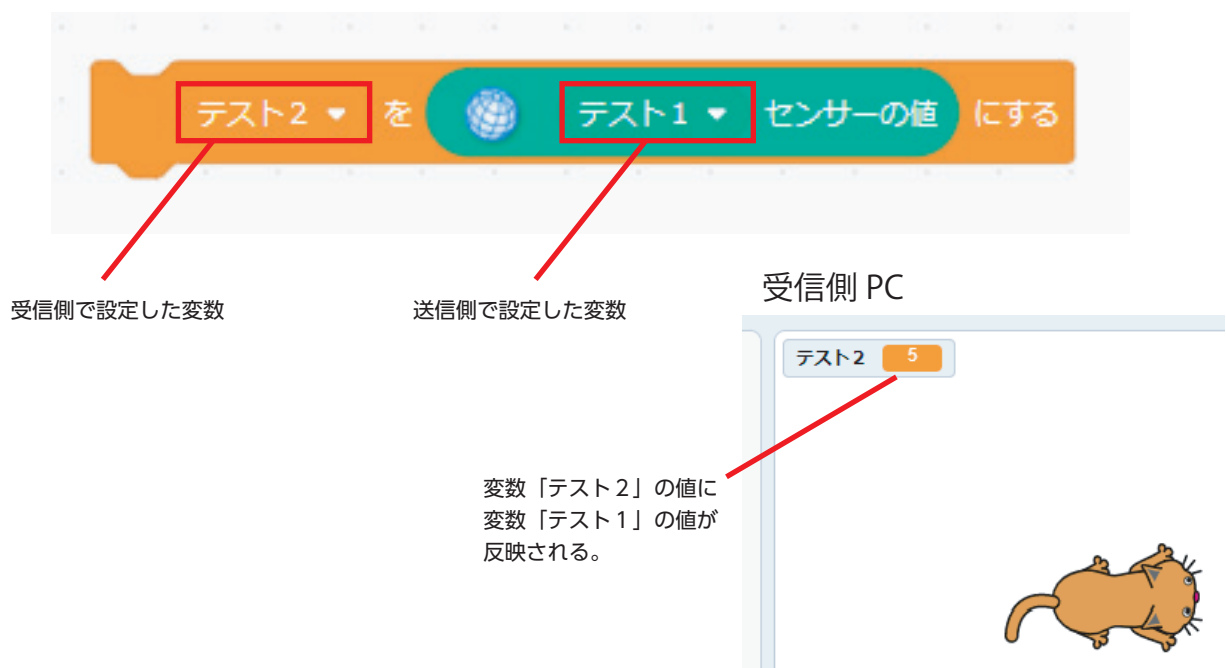 テスト2 を テスト1 センサーの値 にする
受信側で設定した変数
送信側で設定した変数
受信側 PC
テスト2 5
変数「テスト２」の値に
変数「テスト１」の値が
反映される。